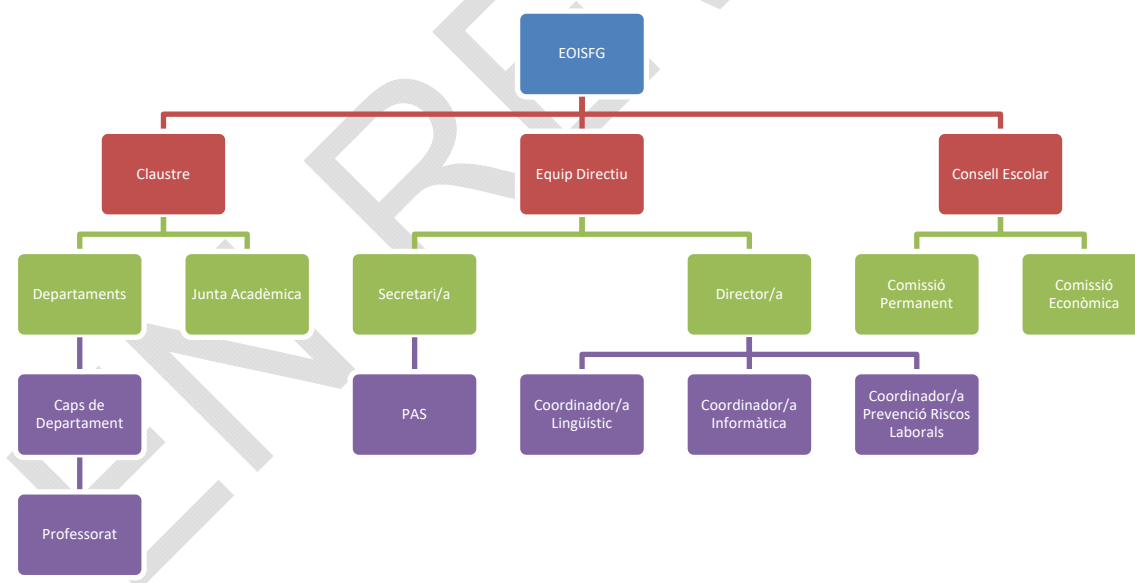 EOISFG
Claustre
Equip Directiu
Consell Escolar
Departaments
Junta Acadèmica
Secretari/a
Director/a
Comissió
Permanent
Comissió
Econòmica
Caps de
Departament
PAS
Coordinador/a
Lingüístic
Coordinador/a
Informàtica
Coordinador/a
Prevenció Riscos
Laborals
Professorat